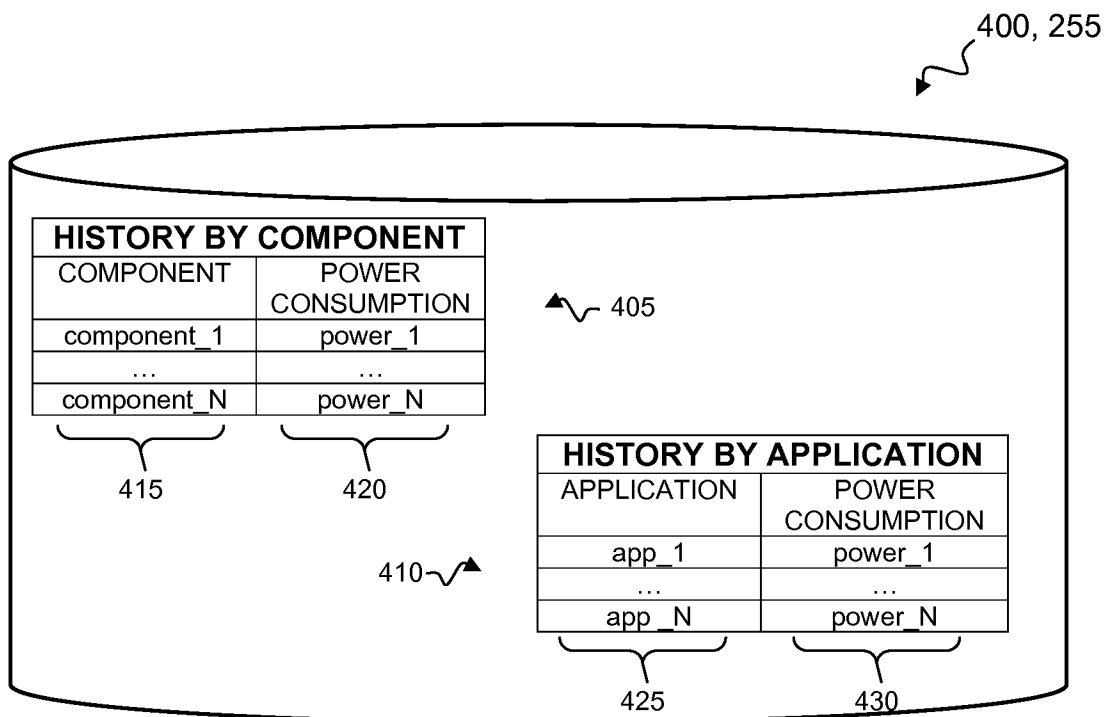 400, 255
HISTORY BY COMPONENT
COMPONENT POWER CONSUMPTION
component_1 power_1
... ...
component_N power_N
405
415 420
HISTORY BY APPLICATION
APPLICATION POWER CONSUMPTION
app_1 power_1
... ...
app _N power_N
410
425 430